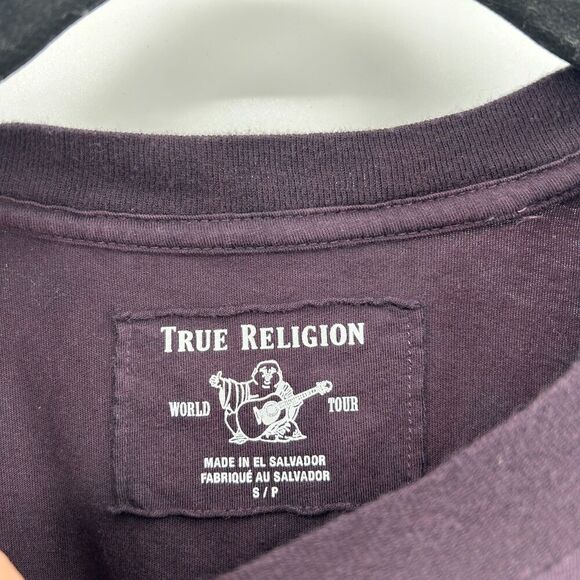 TRUE RELIGION
WORLD TOUR
MADE IN EL SALVADOR
FABRIQUÉ AU SALVADOR
S / P